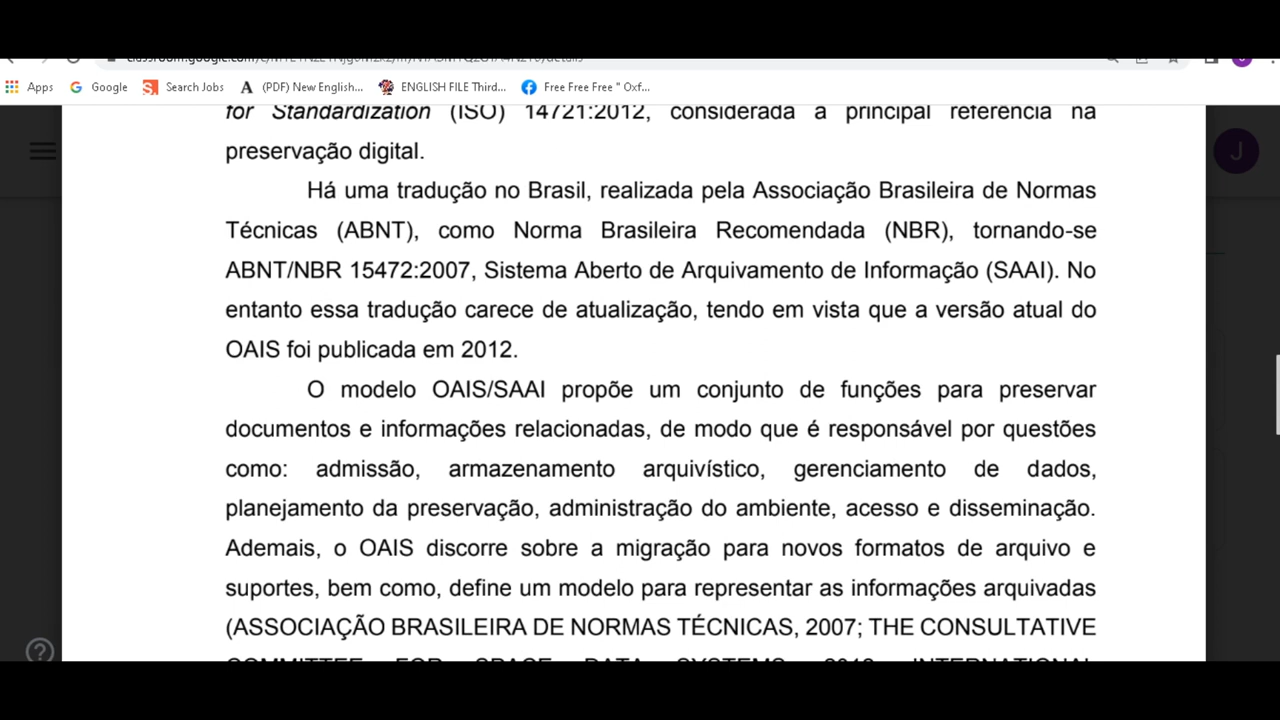 Apps Google Search Jobs (PDF) New English... ENGLISH FILE Third... Free Free Free " Oxf...
for Standardization (ISO) 14721:2012, considerada a principal referência na
preservação digital.
J
Há uma tradução no Brasil, realizada pela Associação Brasileira de Normas
Técnicas (ABNT), como Norma Brasileira Recomendada (NBR), tornando-se
ABNT/NBR 15472:2007, Sistema Aberto de Arquivamento de Informação (SAAI). No
entanto essa tradução carece de atualização, tendo em vista que a versão atual do
OAIS foi publicada em 2012.
O modelo OAIS/SAAI propõe um conjunto de funções para preservar
documentos e informações relacionadas, de modo que é responsável por questões
como: admissão, armazenamento arquivístico, gerenciamento de dados,
planejamento da preservação, administração do ambiente, acesso e disseminação.
Ademais, o OAIS discorre sobre a migração para novos formatos de arquivo e
suportes, bem como, define um modelo para representar as informações arquivadas
(ASSOCIAÇÃO BRASILEIRA DE NORMAS TÉCNICAS, 2007; THE CONSULTATIVE
COMMITTEE FOR SPACE DATA SYSTEMS, 2012, INTERNATIONAL